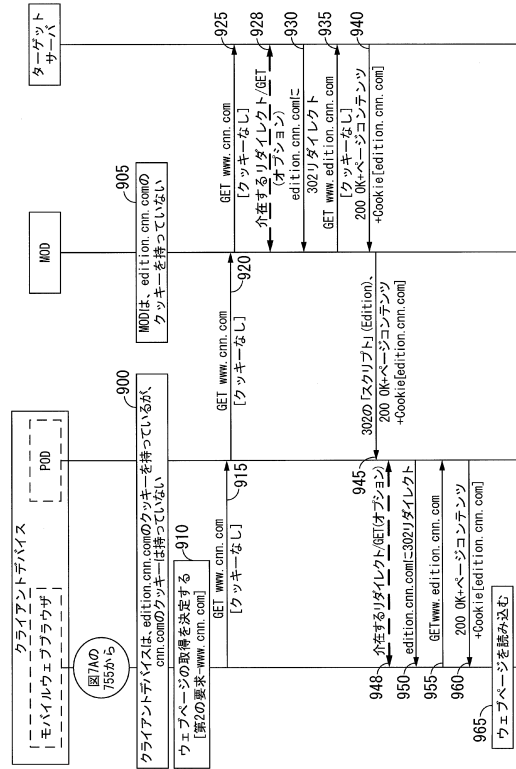 クライアントデバイス
モバイルウェブブラウザ
POD
MOD
ターゲット
サーバ
図7Aの
755から
クライアントデバイスは、edition.cnn.comのクッキーを持っているが、
cnn.comのクッキーは持っていない
900
MODは、edition.cnn.comの
クッキーを持っていない
905
ウェブページの取得を決定する
[第2の要求-www.cnn.com]
910
GET www.cnn.com
[クッキーなし]
915
GET www.cnn.com
[クッキーなし]
920
GET www.cnn.com
[クッキーなし]
925
介在するリダイレクト/GET
(オプション)
928
edition.cnn.comに
302リダイレクト
930
GET www.edition.cnn.com
[クッキーなし]
935
200 OK+ページコンテンツ
+Cookie[edition.cnn.com]
940
302の「スクリプト」(Edition)、
200 OK+ページコンテンツ
+Cookie[edition.cnn.com]
945
介在するリダイレクト/GET(オプション)
948
edition.cnn.comに302リダイレクト
950
GETwww.edition.cnn.com
955
200 OK+ページコンテンツ
+Cookie[edition.cnn.com]
960
ウェブページを読み込む
965